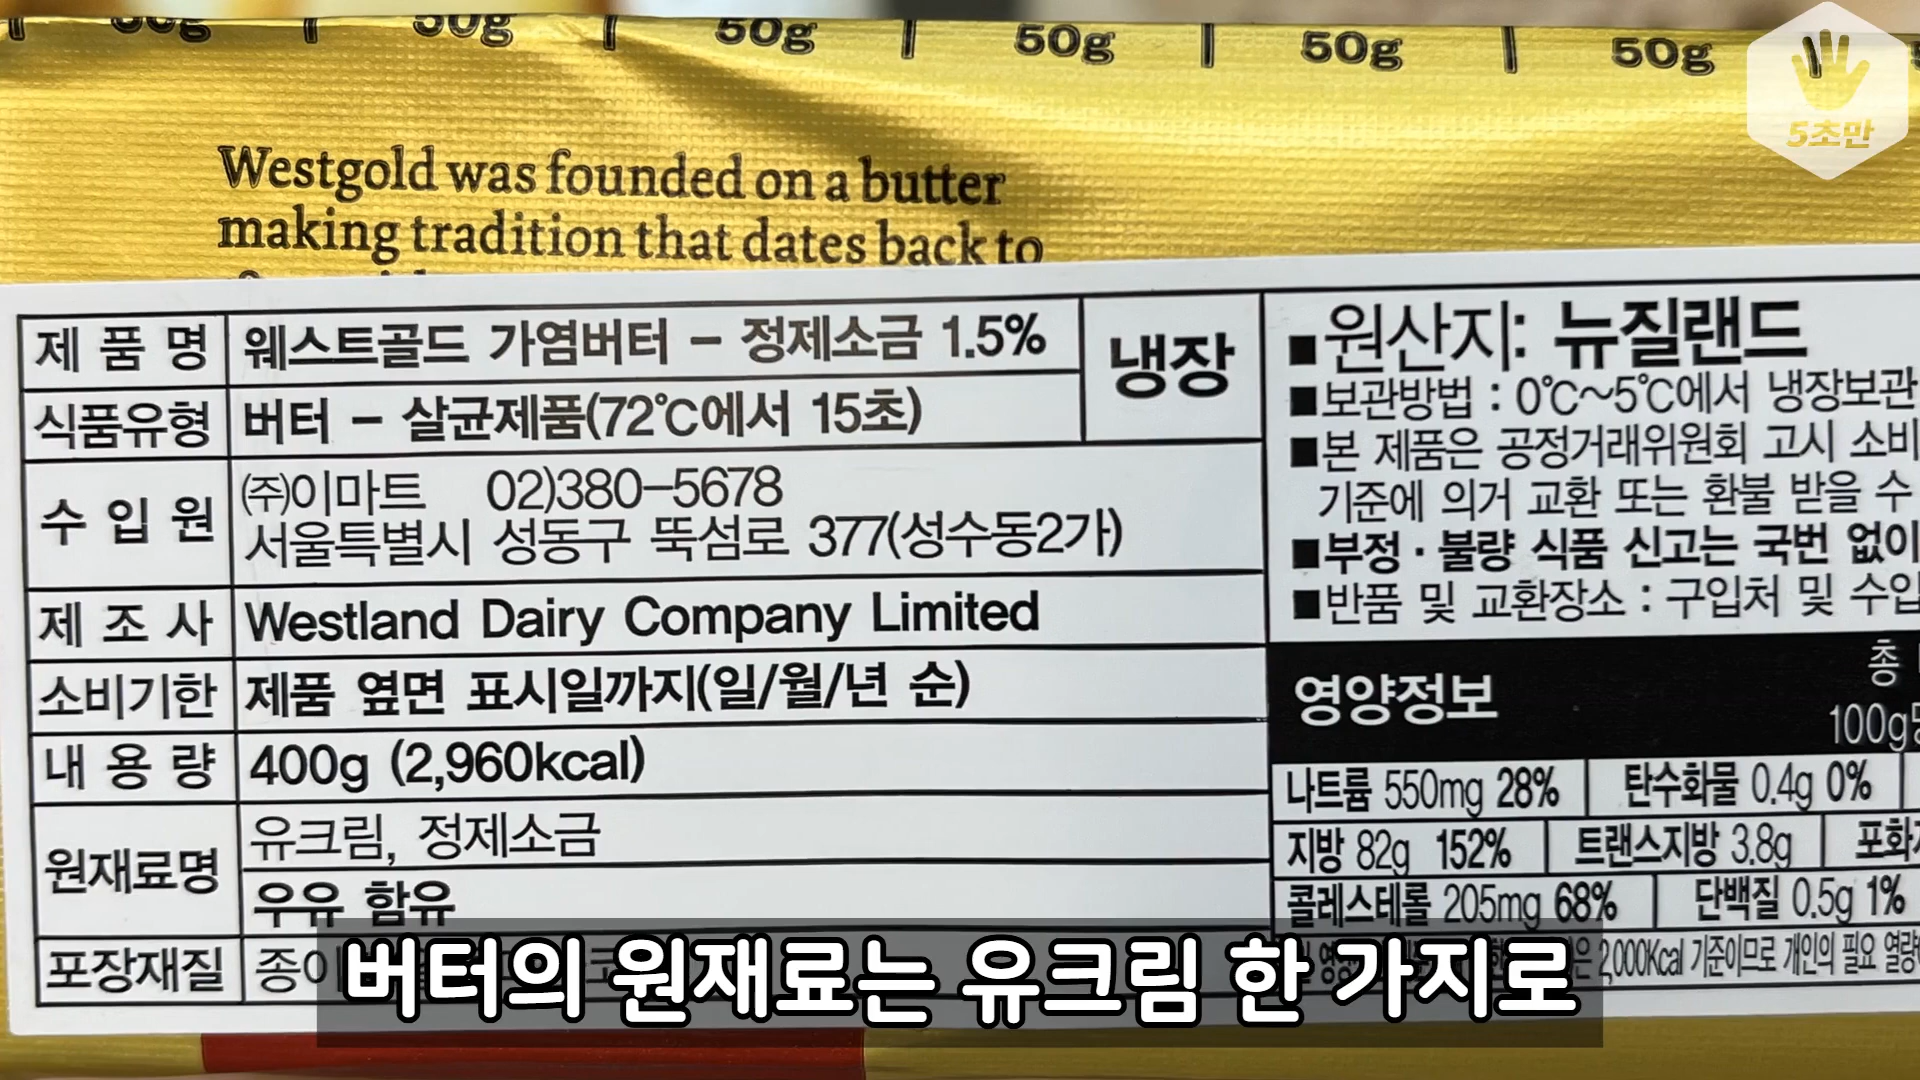 50g 50g 50g 50g 50g 50g
5초만
Westgold was founded on a butter
making tradition that dates back to
제 품 명 웨스트골드 가염버터 - 정제소금 1.5%
냉장
식품유형 버터 - 살균제품(72℃에서 15초)
수 입 원 (주)이마트 02)380-5678
서울특별시 성동구 뚝섬로 377(성수동2가)
제 조 사 Westland Dairy Company Limited
소비기한 제품 옆면 표시일까지(일/월/년 순)
내 용 량 400g (2,960kcal)
원재료명 유크림, 정제소금
우유 함유
포장재질
■원산지: 뉴질랜드
■보관방법 : 0℃~5℃에서 냉장보관
■본 제품은 공정거래위원회 고시 소비
기준에 의거 교환 또는 환불 받을 수
■부정·불량 식품 신고는 국번 없이
■반품 및 교환장소 : 구입처 및 수입
영양정보 총
100g
나트륨 550mg 28% 탄수화물 0.4g 0%
지방 82g 152% 트랜스지방 3.8g 포화
콜레스테롤 205mg 68% 단백질 0.5g 1%
2,000Kcal 기준이므로 개인의 필요
버터의 원재료는 유크림 한 가지로